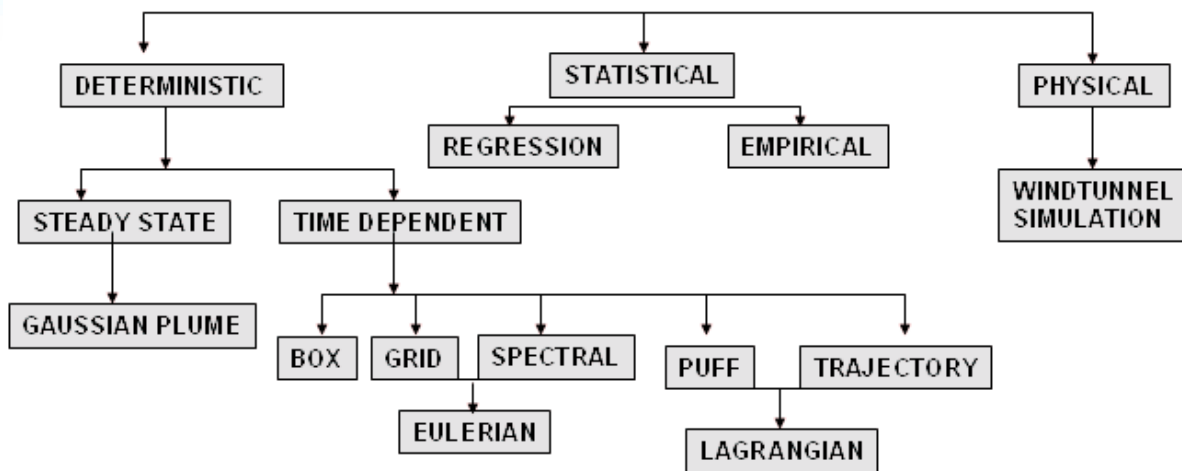 DETERMINISTIC
STATISTICAL
PHYSICAL
REGRESSION
EMPIRICAL
WINDTUNNEL
SIMULATION
STEADY STATE
TIME DEPENDENT
GAUSSIAN PLUME
BOX
GRID
SPECTRAL
PUFF
TRAJECTORY
EULERIAN
LAGRANGIAN